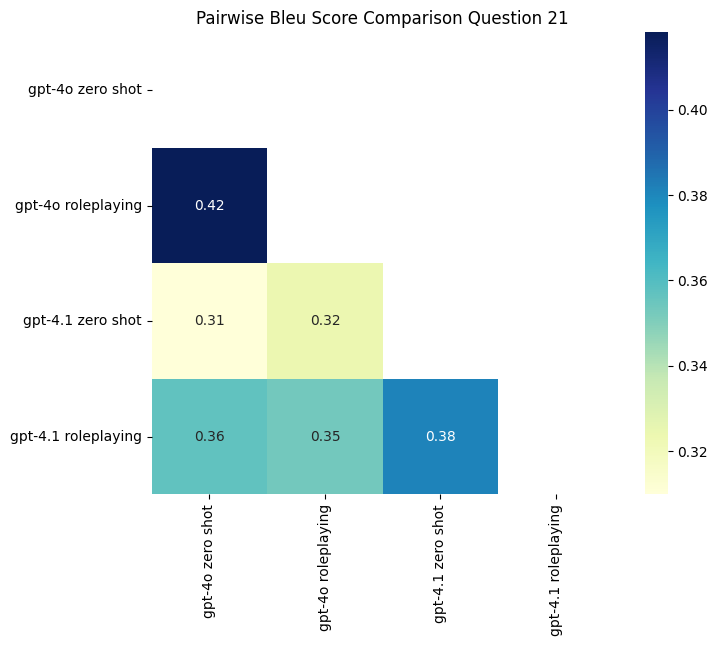 Pairwise Bleu Score Comparison Question 21
gpt-4o zero shot
gpt-4o roleplaying
0.42
gpt-4.1 zero shot
0.31 0.32
gpt-4.1 roleplaying
0.36 0.35 0.38
gpt-4o zero shot
gpt-4o roleplaying
gpt-4.1 zero shot
gpt-4.1 roleplaying
0.40
0.38
0.36
0.34
0.32